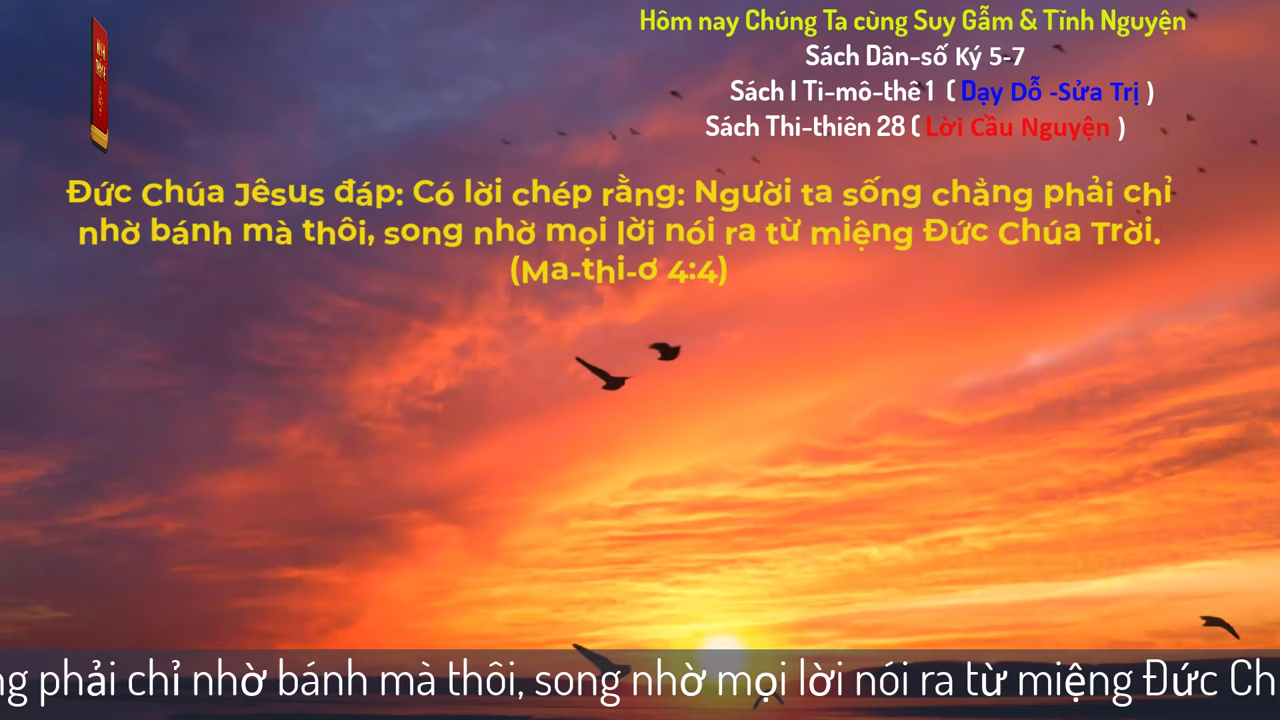 Hôm nay Chúng Ta cùng Suy Gẫm & Tĩnh Nguyện
Sách Dân-số Ký 5-7
Sách I Ti-mô-thê 1 ( Dạy Dỗ -Sửa Trị )
Sách Thi-thiên 28 ( Lời Cầu Nguyện )
Đức Chúa Jêsus đáp: Có lời chép rằng: Người ta sống chẳng phải chỉ
nhờ bánh mà thôi, song nhờ mọi lời nói ra từ miệng Đức Chúa Trời.
(Ma-thi-ơ 4:4)
ng phải chỉ nhờ bánh mà thôi, song nhờ mọi lời nói ra từ miệng Đức Ch